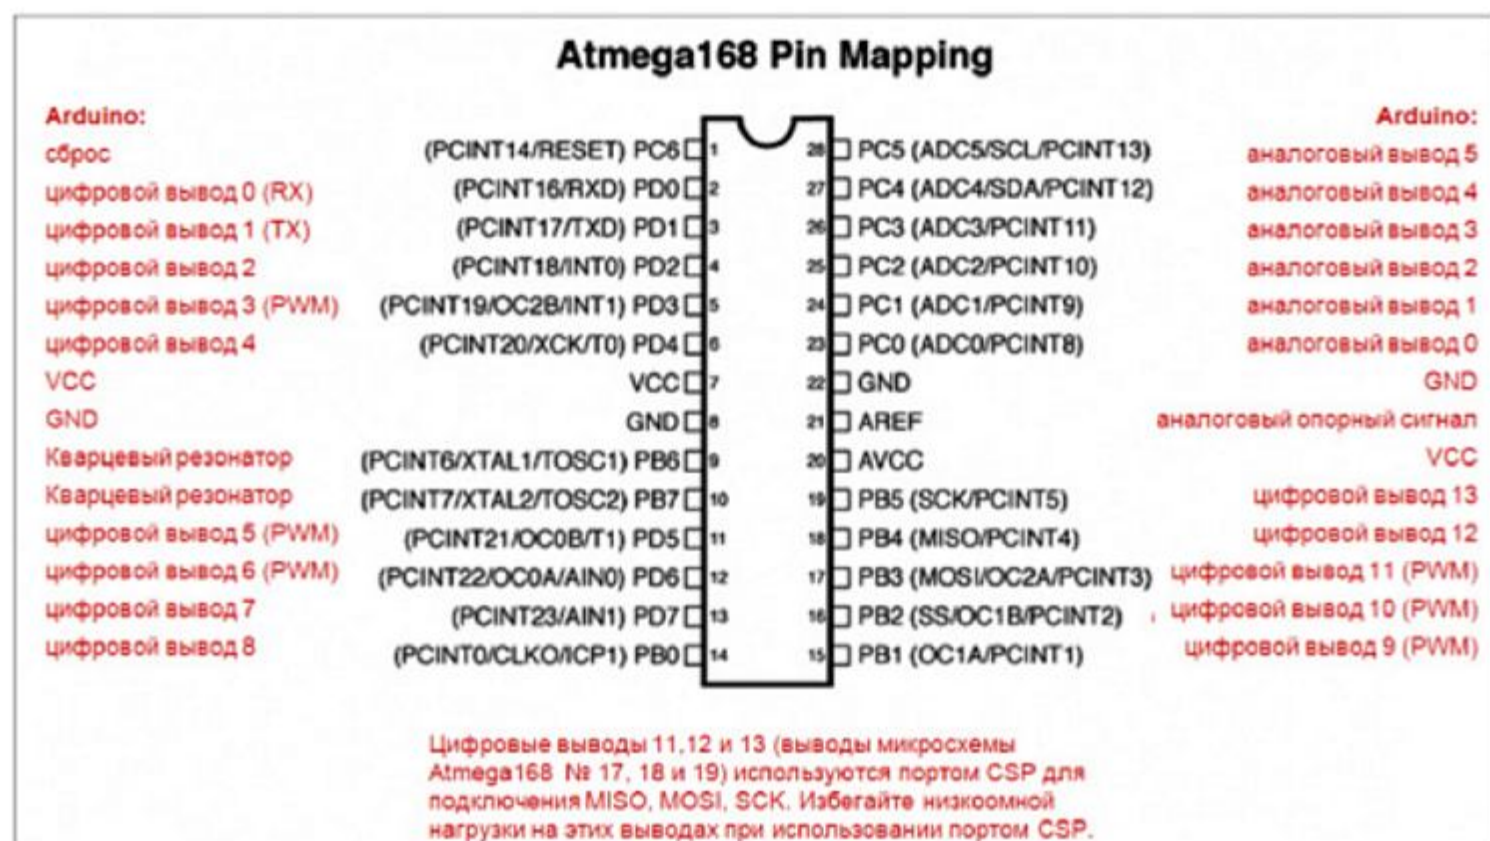 Atmega168 Pin Mapping
Arduino: Arduino:
сброс (PCINT14/RESET) PC6 1 28 PC5 (ADC5/SCL/PCINT13) аналоговый вывод 5
цифровой вывод 0 (RX) (PCINT16/RXD) PD0 2 27 PC4 (ADC4/SDA/PCINT12) аналоговый вывод 4
цифровой вывод 1 (TX) (PCINT17/TXD) PD1 3 26 PC3 (ADC3/PCINT11) аналоговый вывод 3
цифровой вывод 2 (PCINT18/INT0) PD2 4 25 PC2 (ADC2/PCINT10) аналоговый вывод 2
цифровой вывод 3 (PWM) (PCINT19/OC2B/INT1) PD3 5 24 PC1 (ADC1/PCINT9) аналоговый вывод 1
цифровой вывод 4 (PCINT20/XCK/T0) PD4 6 23 PC0 (ADC0/PCINT8) аналоговый вывод 0
VCC VCC 7 22 GND GND
GND GND 8 21 AREF аналоговый опорный сигнал
Кварцевый резонатор (PCINT6/XTAL1/TOSC1) PB6 9 20 AVCC VCC
Кварцевый резонатор (PCINT7/XTAL2/TOSC2) PB7 10 19 PB5 (SCK/PCINT5) цифровой вывод 13
цифровой вывод 5 (PWM) (PCINT21/OC0B/T1) PD5 11 18 PB4 (MISO/PCINT4) цифровой вывод 12
цифровой вывод 6 (PWM) (PCINT22/OC0A/AIN0) PD6 12 17 PB3 (MOSI/OC2A/PCINT3) цифровой вывод 11 (PWM)
цифровой вывод 7 (PCINT23/AIN1) PD7 13 16 PB2 (SS/OC1B/PCINT2) цифровой вывод 10 (PWM)
цифровой вывод 8 (PCINT0/CLKO/ICP1) PB0 14 15 PB1 (OC1A/PCINT1) цифровой вывод 9 (PWM)
Цифровые выводы 11,12 и 13 (выводы микросхемы
Atmega168 № 17, 18 и 19) используются портом CSP для
подключения MISO, MOSI, SCK. Избегайте низкоомной
нагрузки на этих выводах при использовании портом CSP.